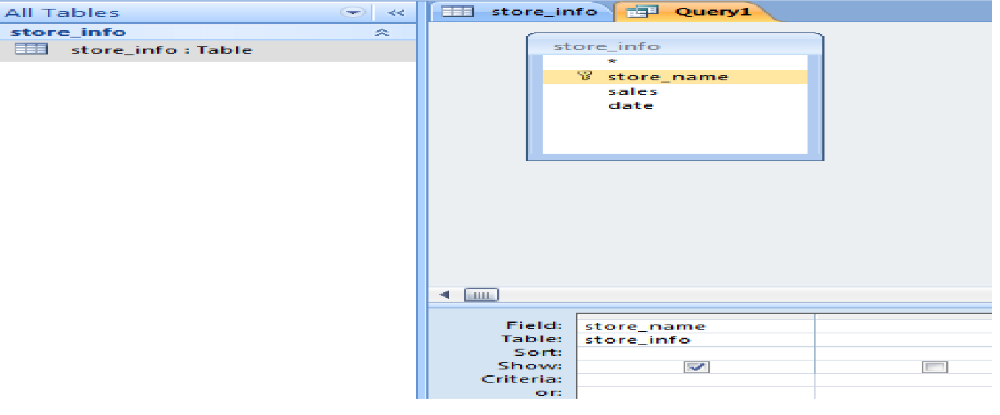 All Tables
store_info
store_info : Table
store_info
Query1
store_info
*
store_name
sales
date
Field: store_name
Table: store_info
Sort:
Show:
Criteria:
or: